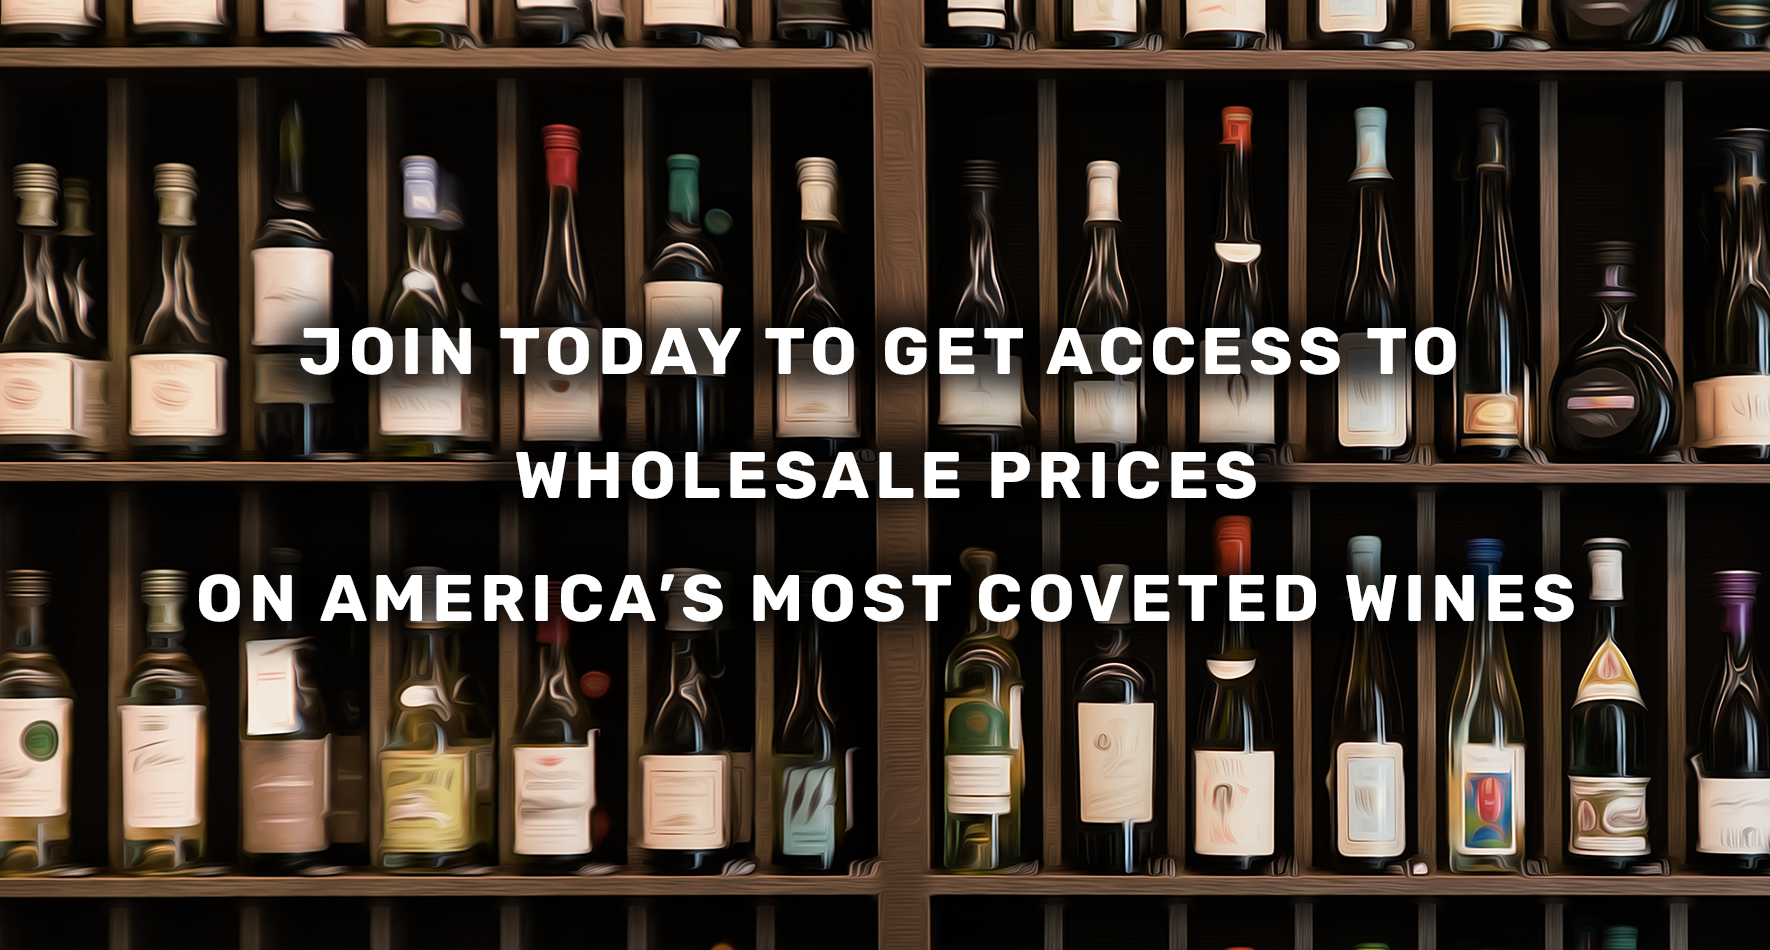 JOIN TODAY TO GET ACCESS TO
WHOLESALE PRICES
ON AMERICA’S MOST COVETED WINES